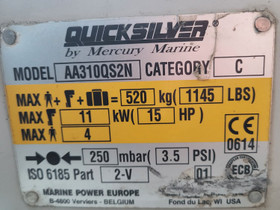 QUICKSILVER
by Mercury Marine
MODEL AA310QS2N CATEGORY C
MAX + + = 520 kg (1145 LBS)
MAX 11 kW (15 HP)
MAX 4
CE 0614
250 mbar (3.5 PSI)
ISO 6185 Part 2-V 01 ECB
MARINE POWER EUROPE
B-4800 Verviers - BELGIUM Fond du Lac, WI USA